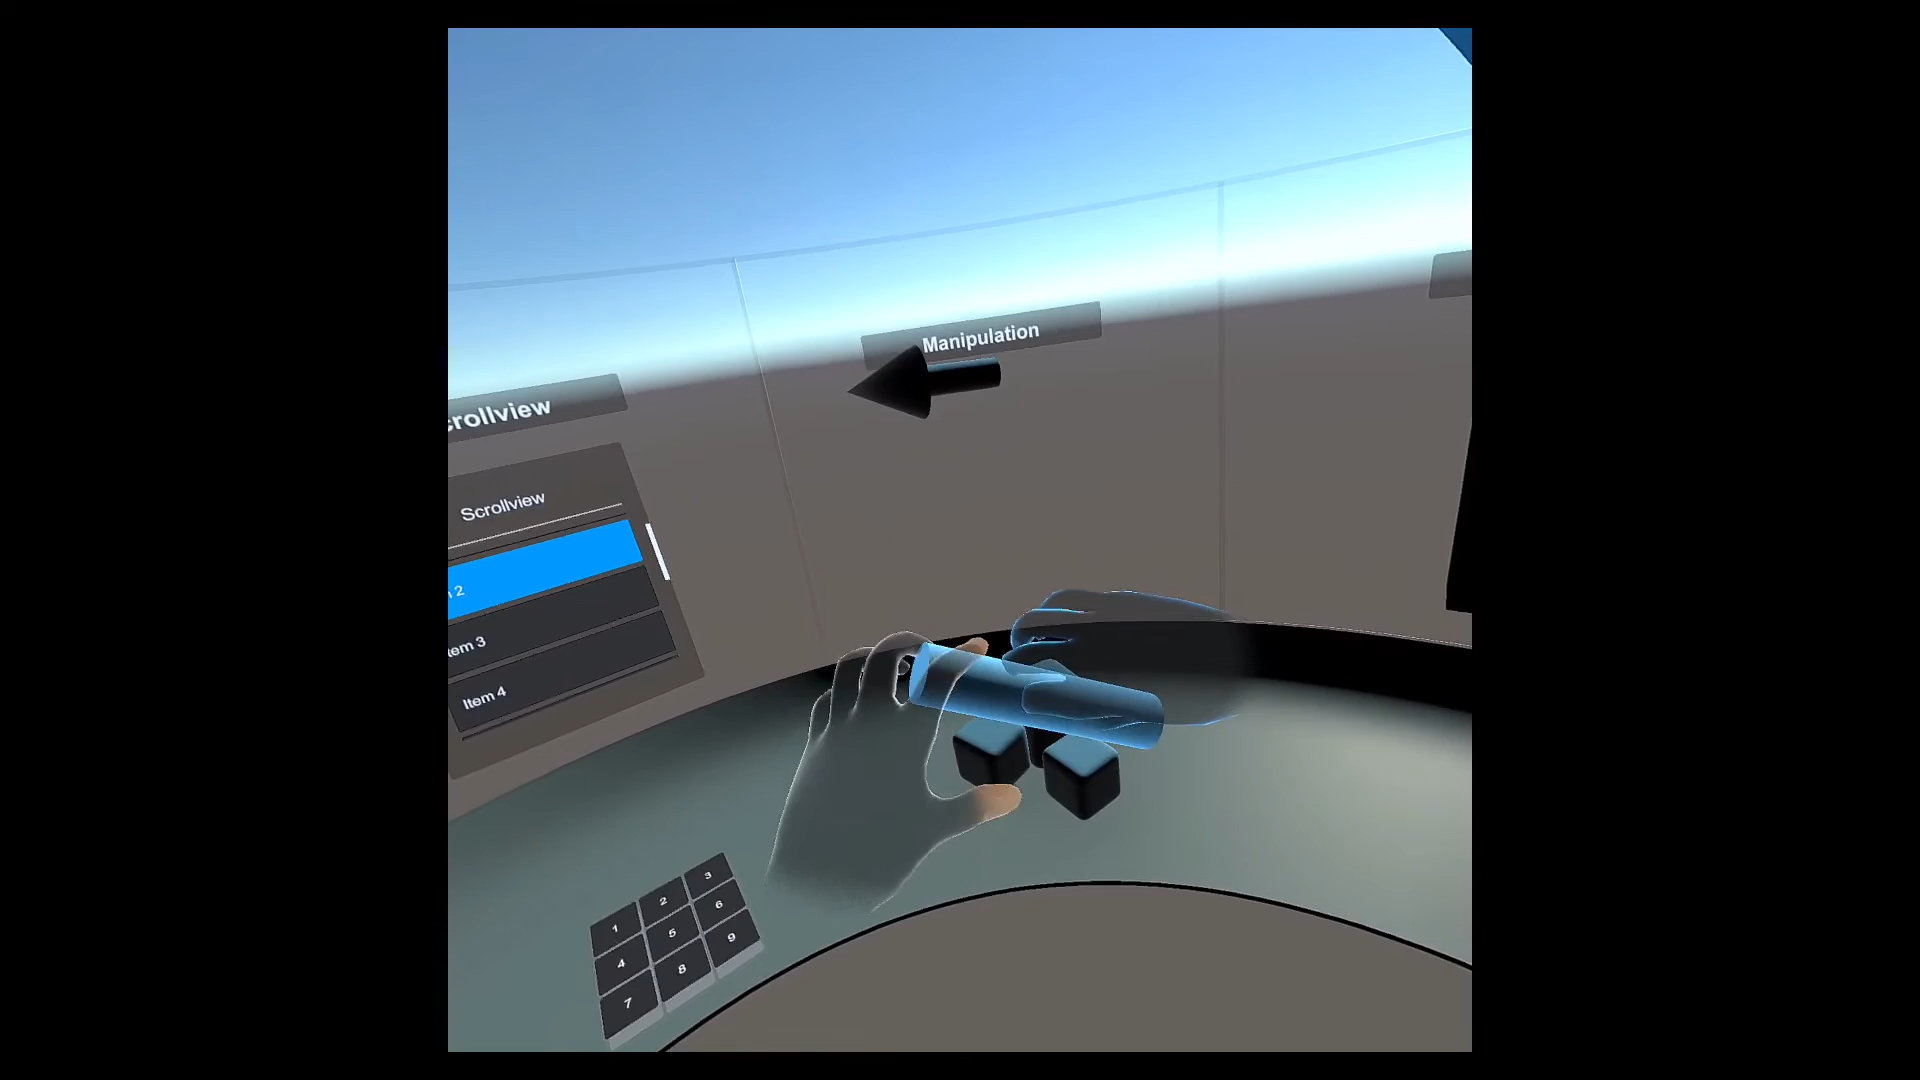 Manipulation
crollview
Scrollview
2
tem 3
Item 4
1 2 3
4 5 6
7 8 9